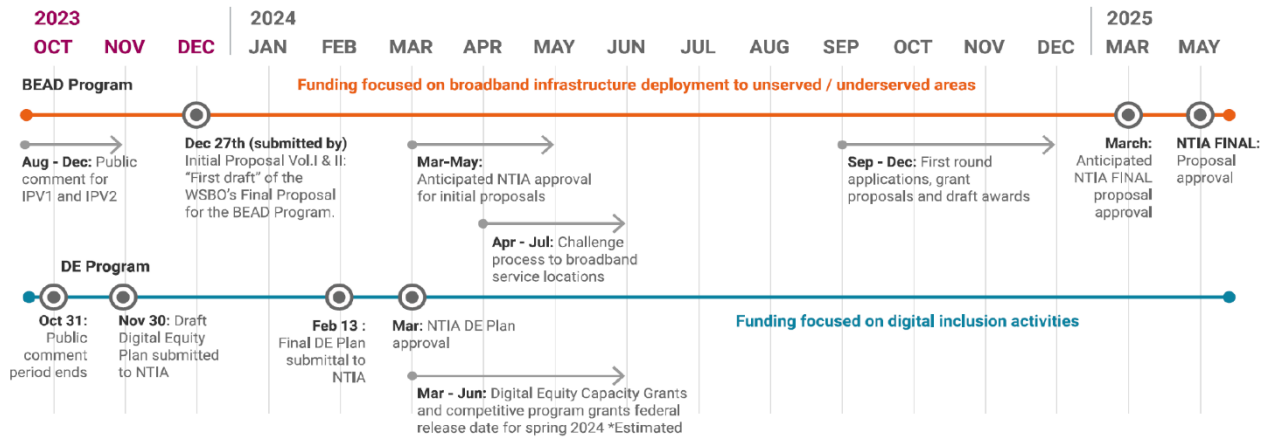 2023
2024
2025
OCT NOV DEC JAN FEB MAR APR MAY JUN JUL AUG SEP OCT NOV DEC MAR MAY
BEAD Program
Funding focused on broadband infrastructure deployment to unserved / underserved areas
Aug - Dec: Public
comment for
IPV1 and IPV2
Dec 27th (submitted by)
Initial Proposal Vol.I & II:
“First draft” of the
WSBO’s Final Proposal
for the BEAD Program.
Mar-May:
Anticipated NTIA approval
for initial proposals
Apr - Jul: Challenge
process to broadband
service locations
Sep - Dec: First round
applications, grant
proposals and draft awards
March:
Anticipated
NTIA FINAL
proposal
approval
NTIA FINAL:
Proposal
approval
DE Program
Funding focused on digital inclusion activities
Oct 31:
Public
comment
period ends
Nov 30: Draft
Digital Equity
Plan submitted
to NTIA
Feb 13 :
Final DE Plan
submittal to
NTIA
Mar: NTIA DE Plan
approval
Mar - Jun: Digital Equity Capacity Grants
and competitive program grants federal
release date for spring 2024 *Estimated